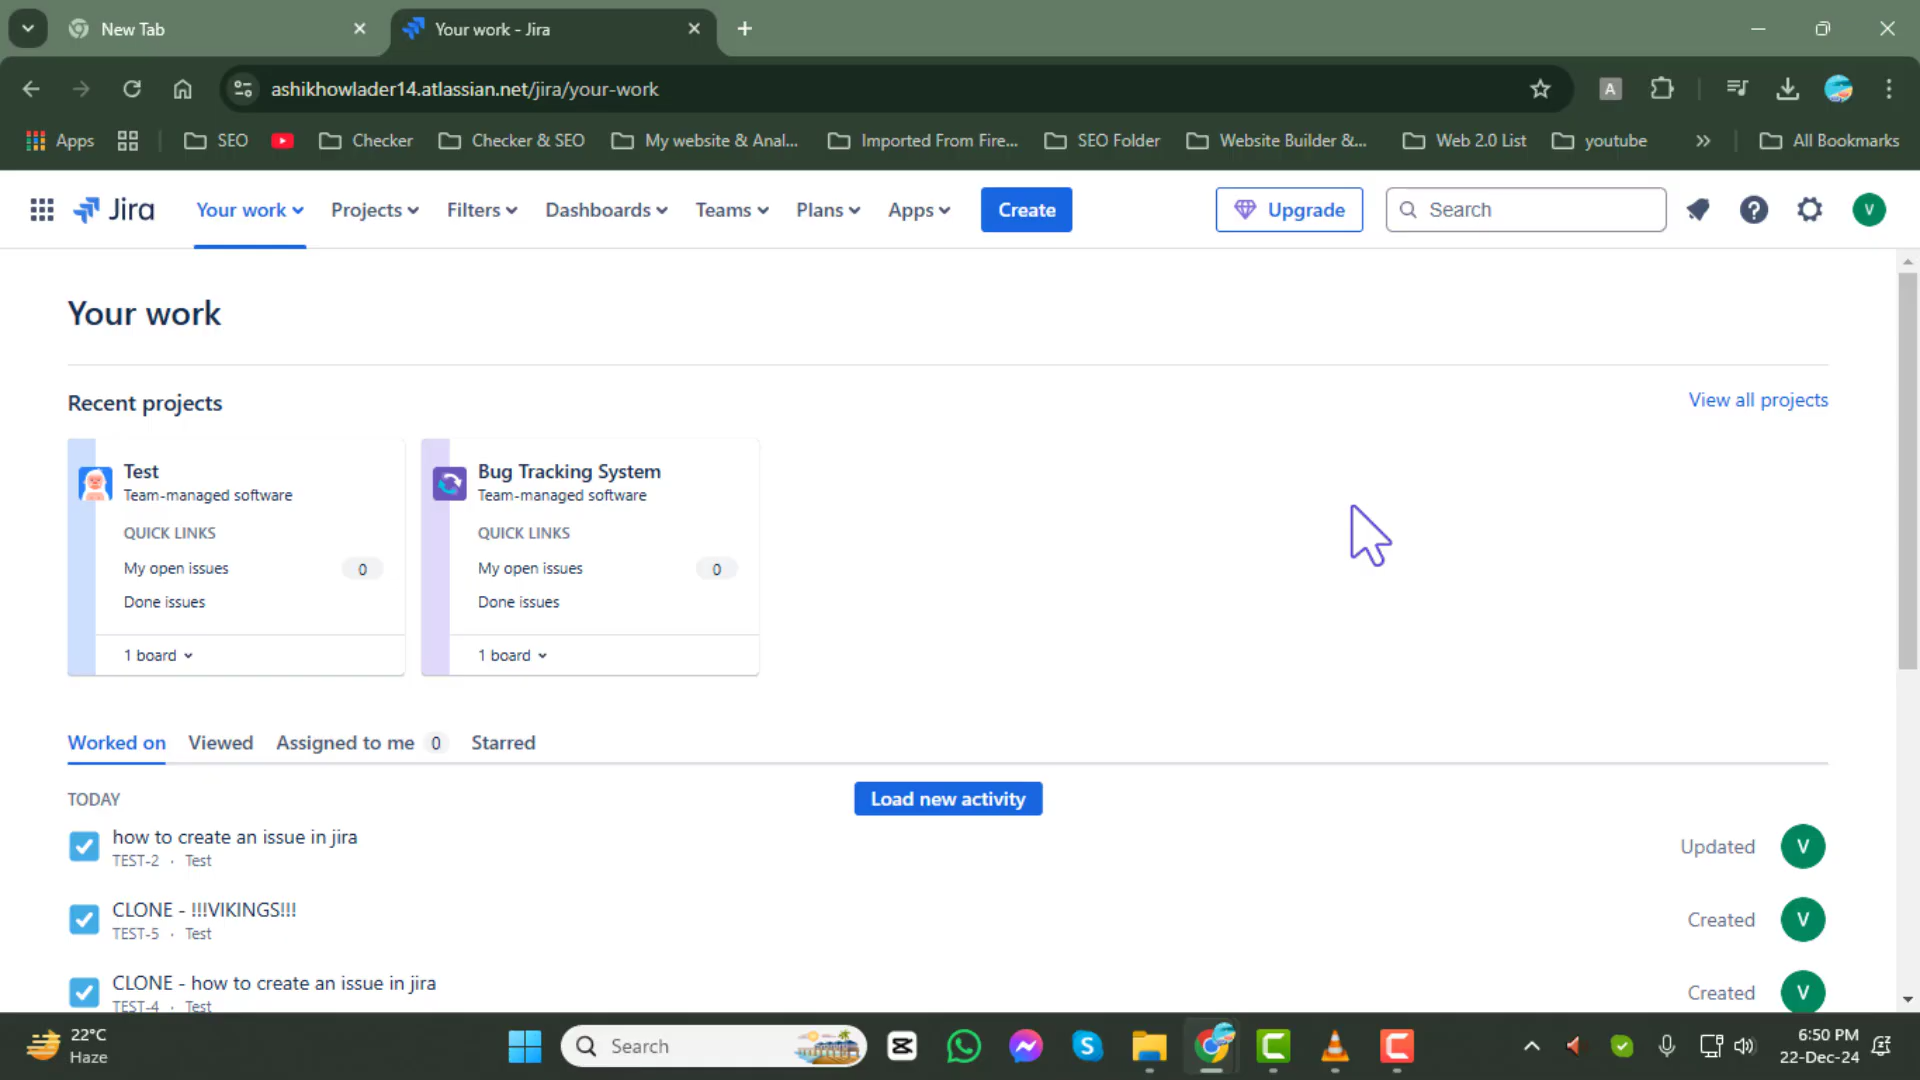 New Tab
Your work - Jira
ashikhowlader14.atlassian.net/jira/your-work
A
Apps
SEO
Checker
Checker & SEO
My website & Anal...
Imported From Fire...
SEO Folder
Website Builder &...
Web 2.0 List
youtube
All Bookmarks
Jira
Your work
Projects
Filters
Dashboards
Teams
Plans
Apps
Create
Upgrade
Search
V
Your work
Recent projects
View all projects
Test
Team-managed software
QUICK LINKS
My open issues 0
Done issues
1 board
Bug Tracking System
Team-managed software
QUICK LINKS
My open issues 0
Done issues
1 board
Worked on
Viewed
Assigned to me 0
Starred
TODAY
Load new activity
how to create an issue in jira
TEST-2 · Test
Updated V
CLONE - !!!VIKINGS!!!
TEST-5 · Test
Created V
CLONE - how to create an issue in jira
TEST-4 · Test
Created V
22°C
Haze
Search
6:50 PM
22-Dec-24